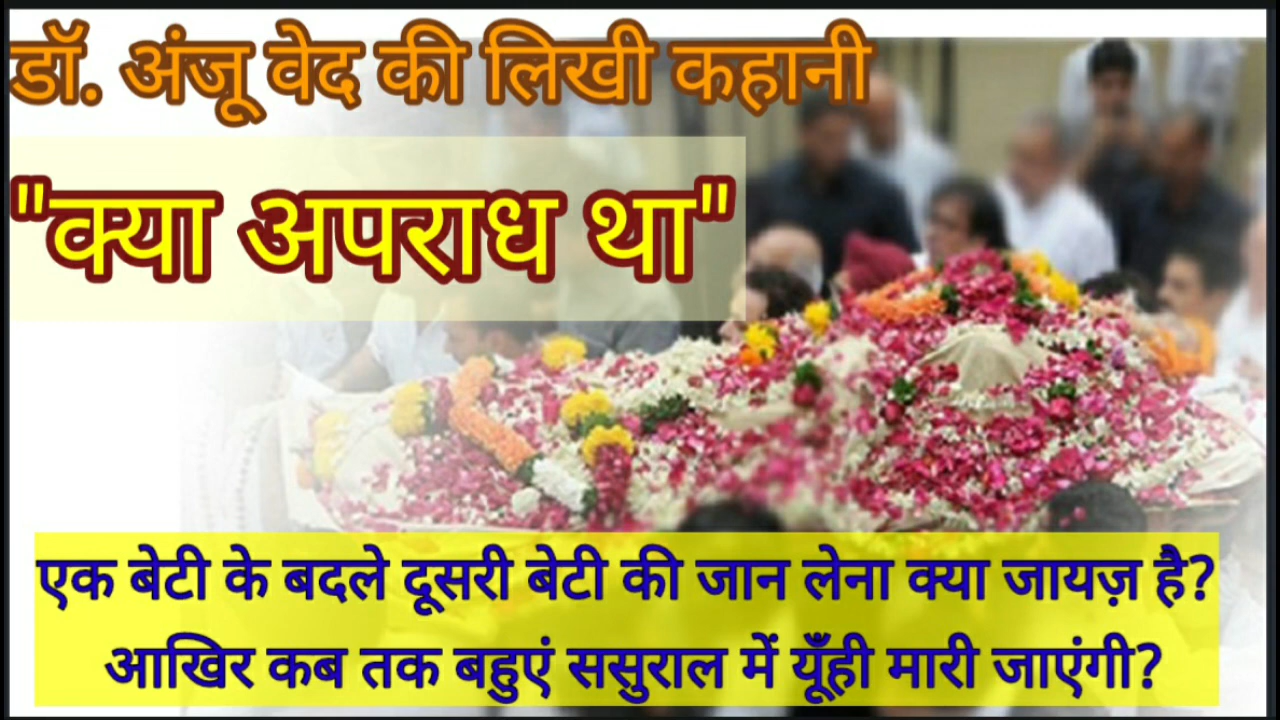 डॉ. अंजू वेद की लिखी कहानी
"क्या अपराध था"
एक बेटी के बदले दूसरी बेटी की जान लेना क्या जायज़ है?
आखिर कब तक बहुएं ससुराल में यूँही मारी जाएंगी?